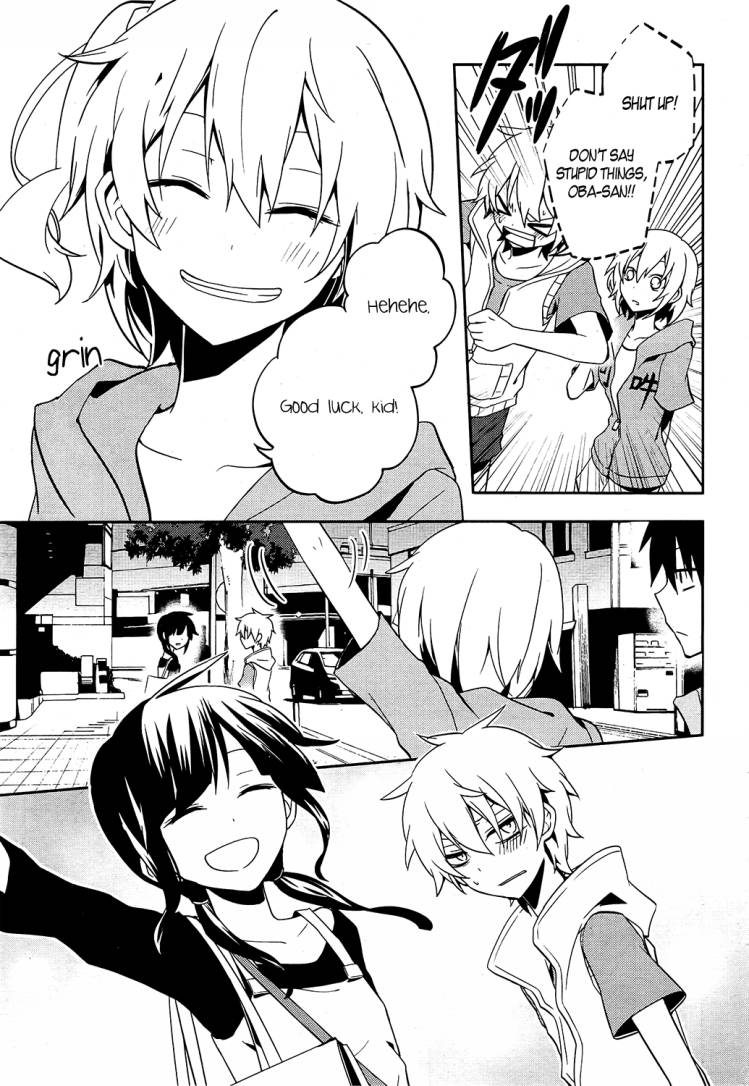 SHUT UP!
DON'T SAY
STUPID THINGS,
OBA-SAN!!
Hehehe.
Good luck, kid!
grin